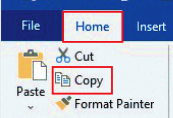 File Home Insert
Cut
Copy
Paste
Format Painter